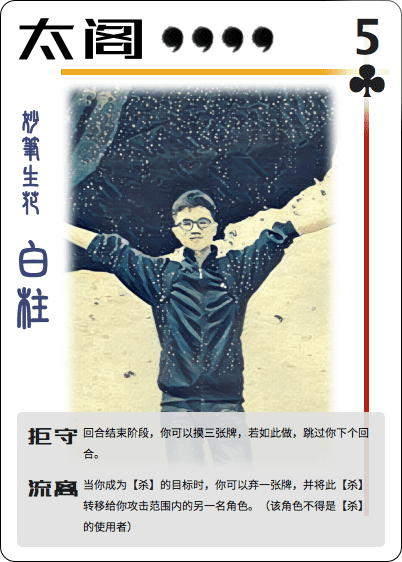 太阁
5
妙筆生花
白柱
拒守 回合结束阶段，你可以摸三张牌，若如此做，跳过你下个回
合。
流离 当你成为【杀】的目标时，你可以弃一张牌，并将此【杀】
转移给你攻击范围内的另一名角色。（该角色不得是【杀】
的使用者）